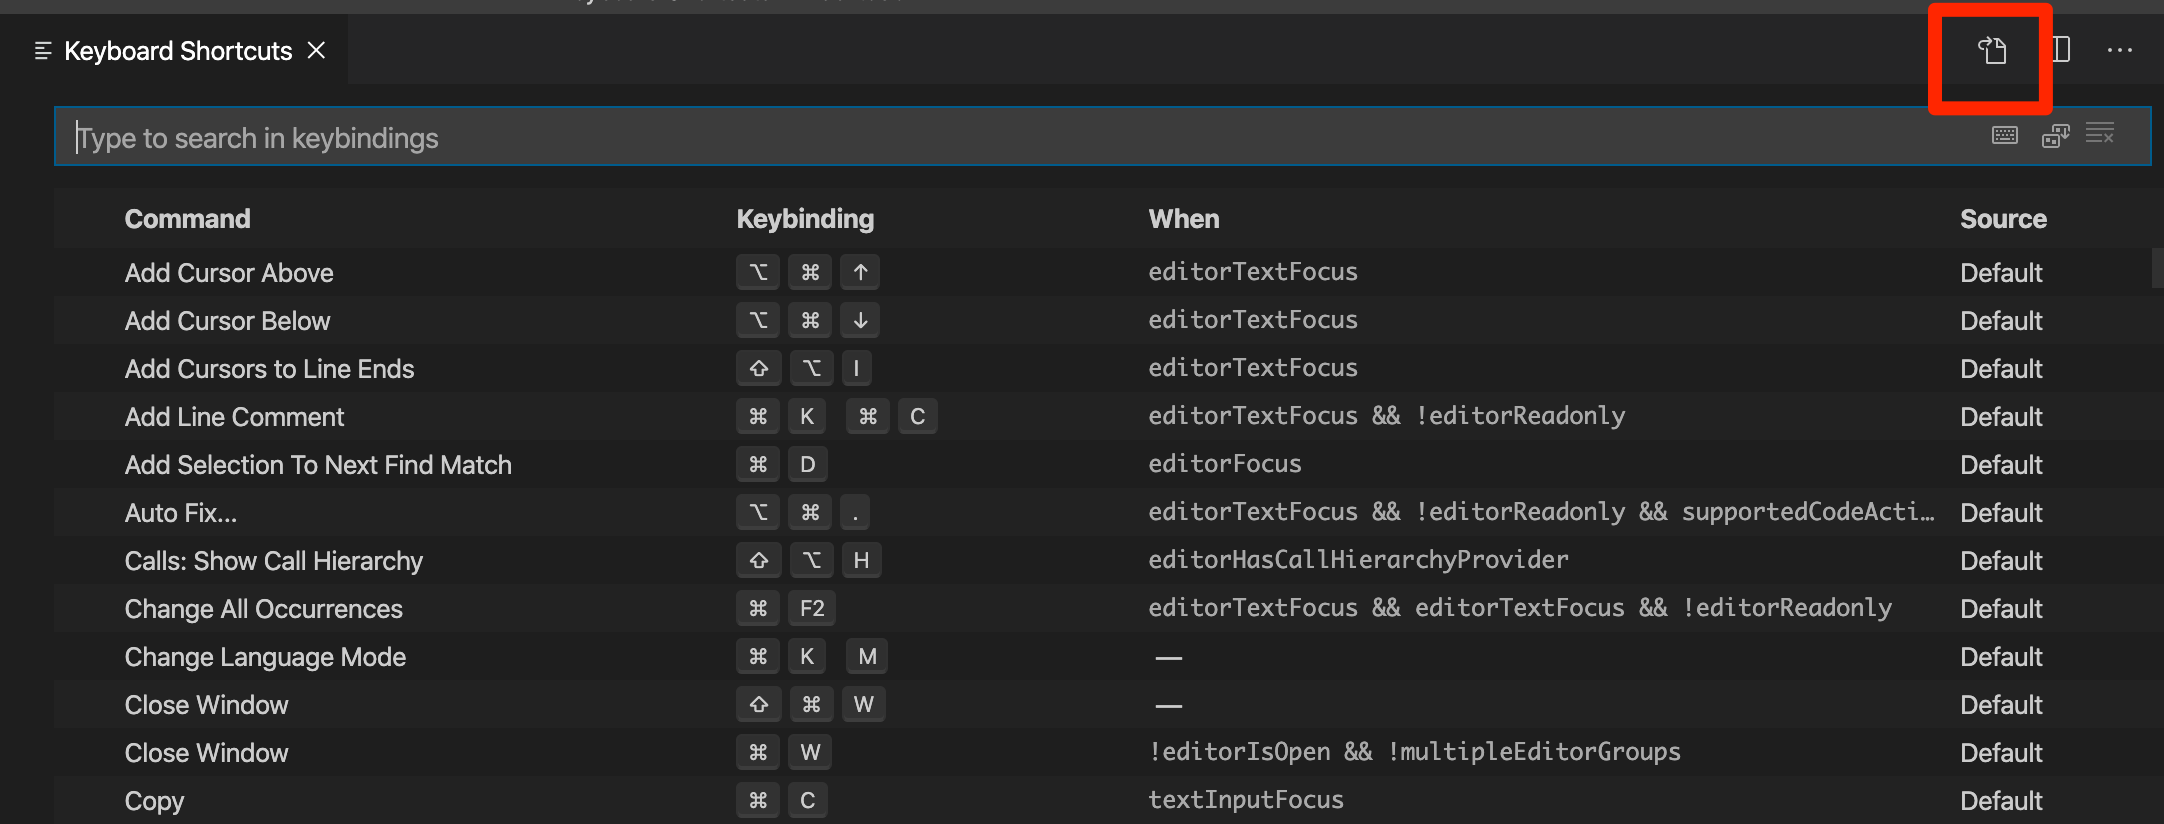 Keyboard Shortcuts
Type to search in keybindings
Command Keybinding When Source
Add Cursor Above ⌥ ⌘ ↑ editorTextFocus Default
Add Cursor Below ⌥ ⌘ ↓ editorTextFocus Default
Add Cursors to Line Ends ⇧ ⌥ I editorTextFocus Default
Add Line Comment ⌘ K ⌘ C editorTextFocus && !editorReadonly Default
Add Selection To Next Find Match ⌘ D editorFocus Default
Auto Fix... ⌥ ⌘ . editorTextFocus && !editorReadonly && supportedCodeActi… Default
Calls: Show Call Hierarchy ⇧ ⌥ H editorHasCallHierarchyProvider Default
Change All Occurrences ⌘ F2 editorTextFocus && editorTextFocus && !editorReadonly Default
Change Language Mode ⌘ K M — Default
Close Window ⇧ ⌘ W — Default
Close Window ⌘ W !editorIsOpen && !multipleEditorGroups Default
Copy ⌘ C textInputFocus Default